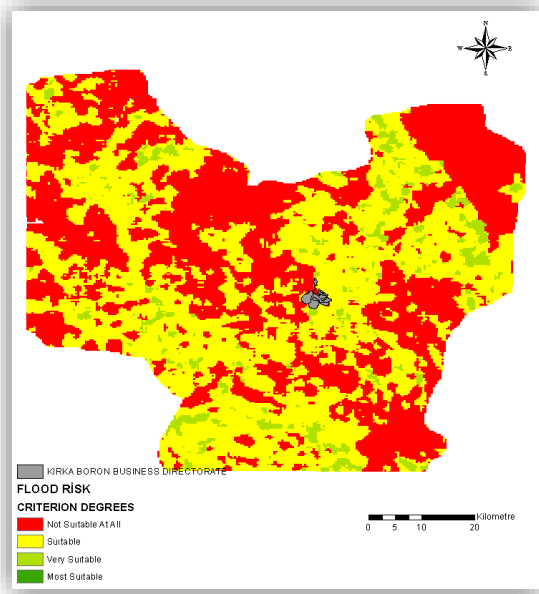 N
W E
S
KIRKA BORON BUSINESS DIRECTORATE
FLOOD RİSK
CRITERION DEGREES
Not Suitable At All
Suitable
Very Suitable
Most Suitable
Kilometre
0 5 10 20